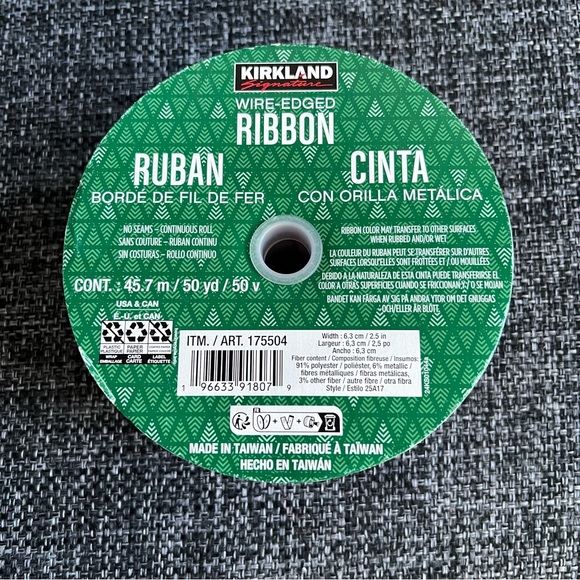 KIRKLAND
Signature
WIRE-EDGED
RIBBON
RUBAN
BORDÉ DE FIL DE FER
CINTA
CON ORILLA METÁLICA
NO SEAMS – CONTINUOUS ROLL
SANS COUTURE – RUBAN CONTINU
SIN COSTURAS – ROLLO CONTINUO
CONT. : 45.7 m / 50 yd / 50 v
RIBBON COLOR MAY TRANSFER TO OTHER SURFACES
WHEN RUBBED AND/OR WET
LA COULEUR DU RUBAN PEUT SE TRANSFÉRER SUR D'AUTRES
SURFACES LORSQU'ELLES SONT FROTTÉES ET / OU MOUILLÉES
DEBIDO A LA NATURALEZA DE ESTA CINTA PUEDE TRANSFERIRSE EL
COLOR A OTRAS SUPERFICIES CUANDO SE FRICCIONAN Y / O SE MOJAN
BANDET KAN FÄRGA AV SIG PÅ ANDRA YTOR OM DET GNUGGAS
OCH/ELLER ÄR BLÖTT.
USA & CAN
É.-U. et CAN
PLASTIC
PLASTIQUE
WRAP
EMBALLAGE
PAPER
PAPIER
CARD
CARTE
LABEL
ÉTIQUETTE
ITM. / ART. 175504
1 96633 91807 9
Width : 6.3 cm / 2.5 in
Largeur : 6,3 cm / 2,5 po
Ancho : 6,3 cm
Fiber content / Composition fibreuse / Insumos:
91% polyester / poliéster, 6% metallic /
fibres métalliques / fibras metálicas,
3% other fiber / autre fibre / otra fibra
Style / Estilo 25A17
MADE IN TAIWAN / FABRIQUÉ À TAÏWAN
HECHO EN TAIWÁN